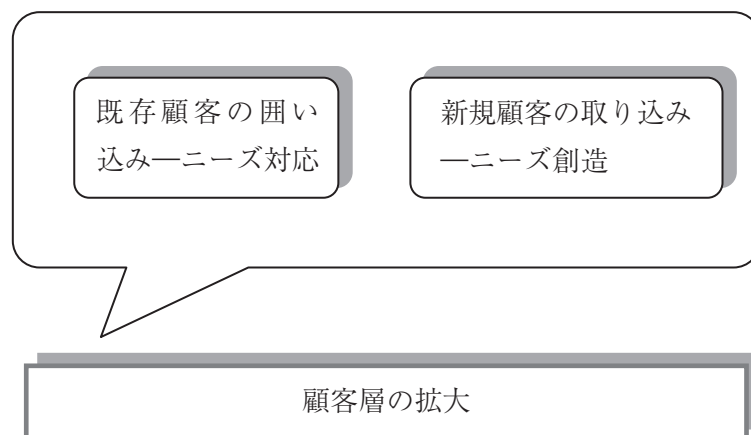 既存顧客の囲い
込み―ニーズ対応
新規顧客の取り込み
―ニーズ創造
顧客層の拡大